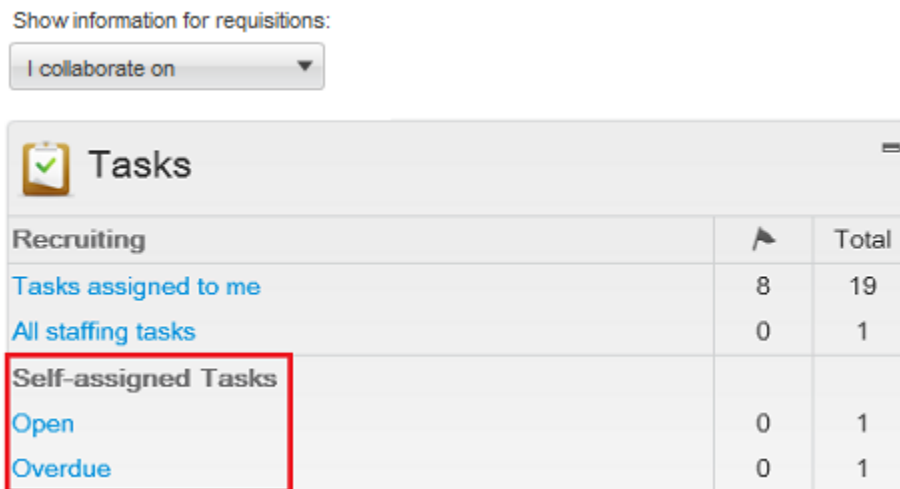 Show information for requisitions:
I collaborate on
Tasks
Recruiting Total
Tasks assigned to me 8 19
All staffing tasks 0 1
Self-assigned Tasks
Open 0 1
Overdue 0 1